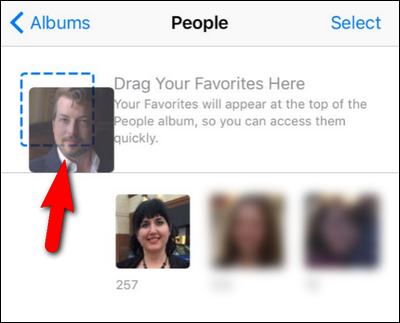 Albums People Select
Drag Your Favorites Here
Your Favorites will appear at the top of the
People album, so you can access them
quickly.
257